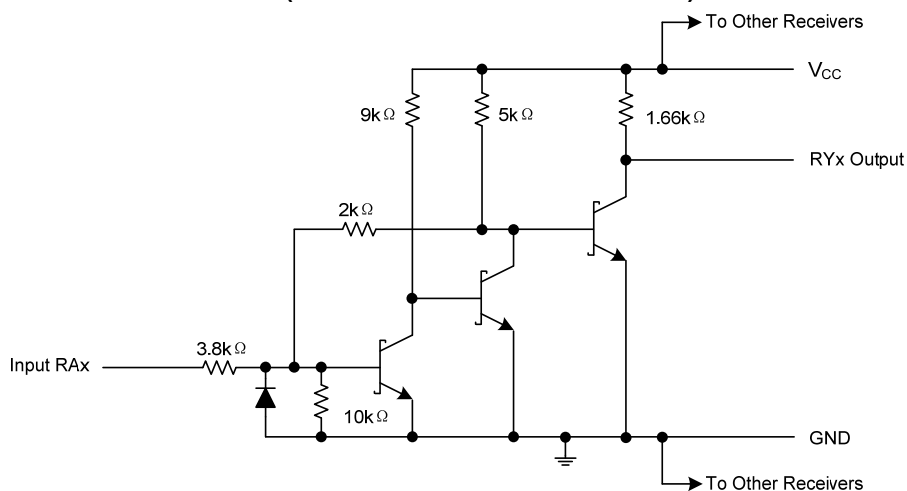 To Other Receivers
VCC
9kΩ
5kΩ
1.66kΩ
RYx Output
2kΩ
3.8kΩ
Input RAx
10kΩ
GND
To Other Receivers